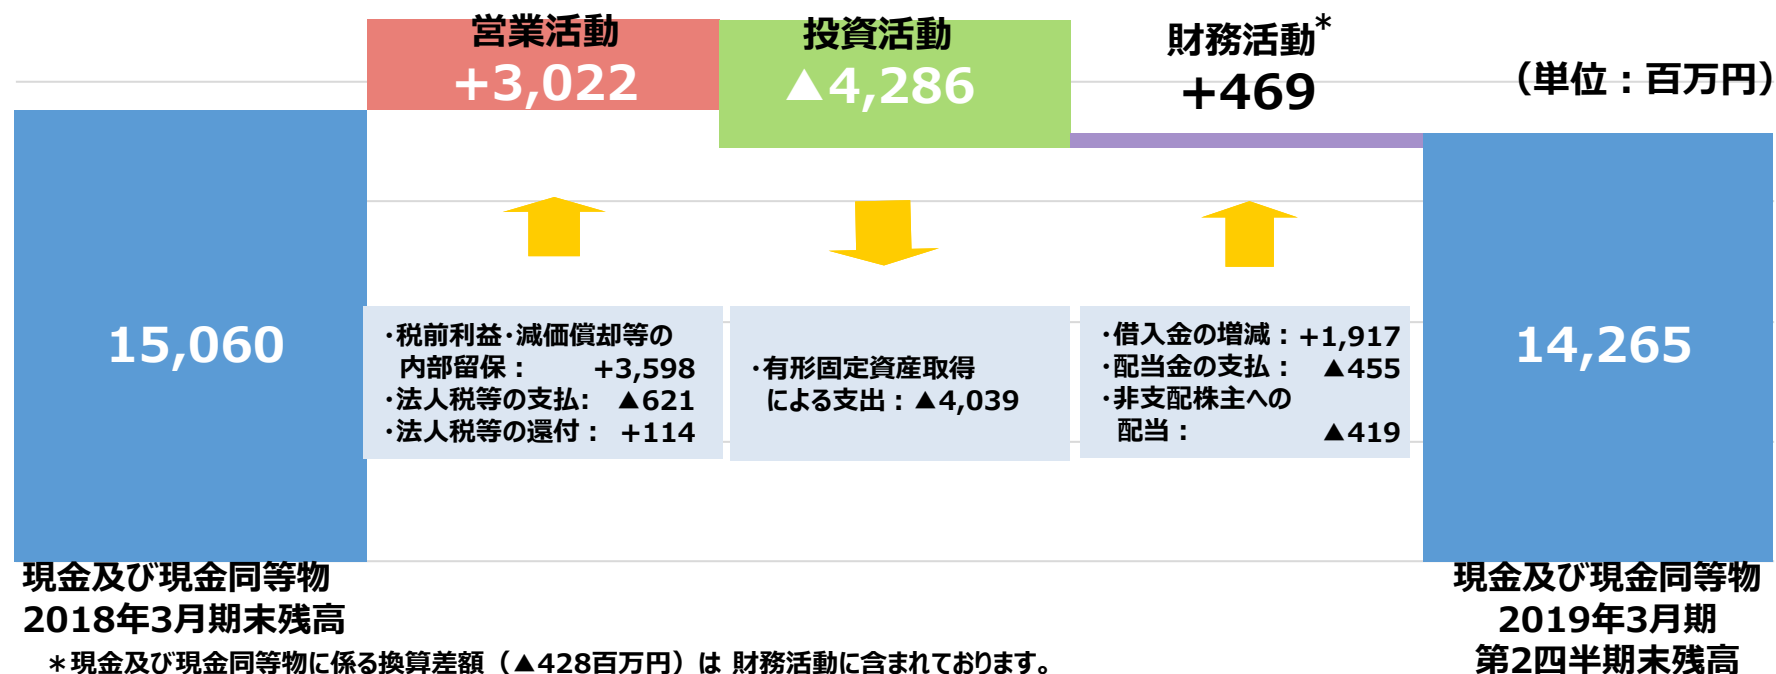 営業活動
+3,022
投資活動
▲4,286
財務活動*
+469
（単位：百万円）
15,060
・税前利益・減価償却等の
内部留保： +3,598
・法人税等の支払: ▲621
・法人税等の還付： +114
・有形固定資産取得
による支出：▲4,039
・借入金の増減：+1,917
・配当金の支払： ▲455
・非支配株主への
配当： ▲419
14,265
現金及び現金同等物
2018年3月期末残高
現金及び現金同等物
2019年3月期
第2四半期末残高
＊現金及び現金同等物に係る換算差額（▲428百万円）は 財務活動に含まれております。